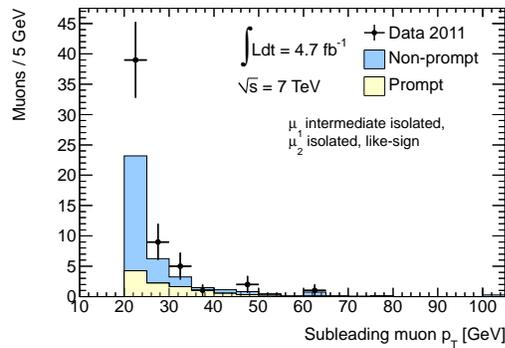 Muons / 5 GeV
45
40
35
30
25
20
15
10
5
0
∫Ldt = 4.7 fb⁻¹
√s = 7 TeV
Data 2011
Non-prompt
Prompt
μ₁ intermediate isolated,
μ₂ isolated, like-sign
10 20 30 40 50 60 70 80 90 100
Subleading muon p_T [GeV]